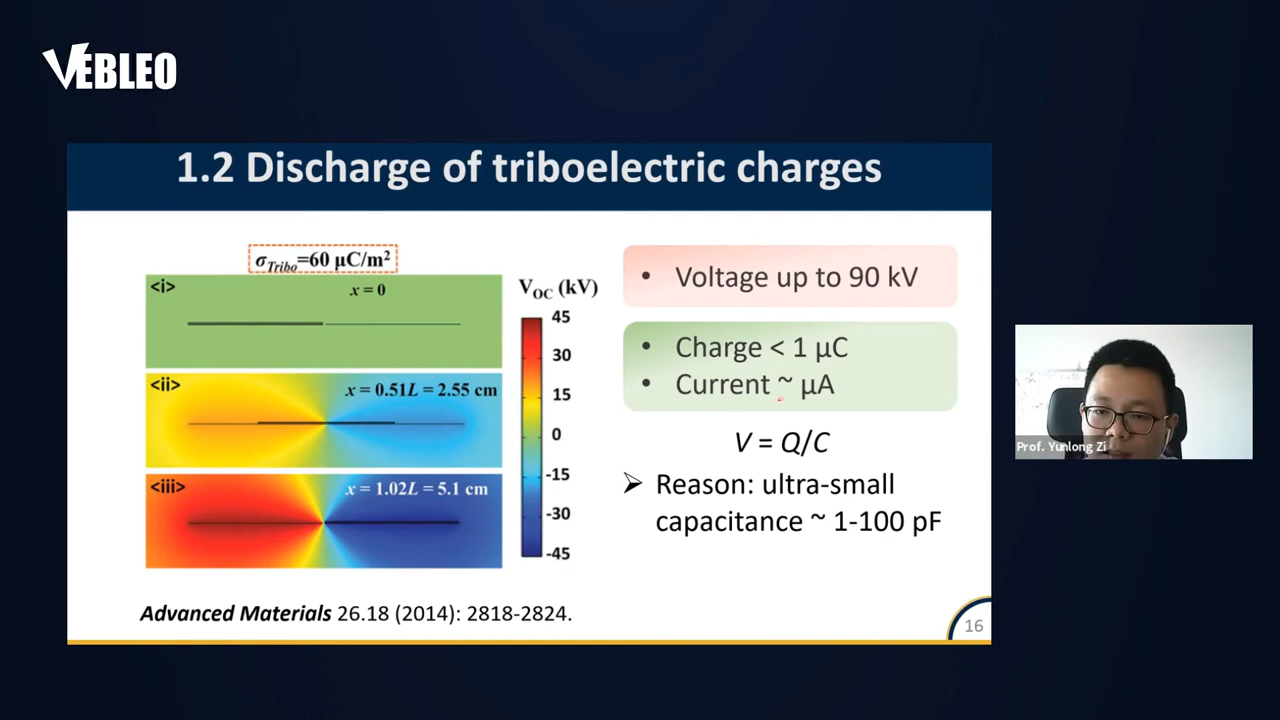 VEBLEO
1.2 Discharge of triboelectric charges
σTribo=60 μC/m²
<i>
x = 0
<ii>
x = 0.51L = 2.55 cm
<iii>
x = 1.02L = 5.1 cm
VOC (kV)
45
30
15
0
-15
-30
-45
• Voltage up to 90 kV
• Charge < 1 μC
• Current ~ μA
V = Q/C
➢ Reason: ultra-small
capacitance ~ 1-100 pF
Advanced Materials 26.18 (2014): 2818-2824.
16
Prof. Yunlong Zi